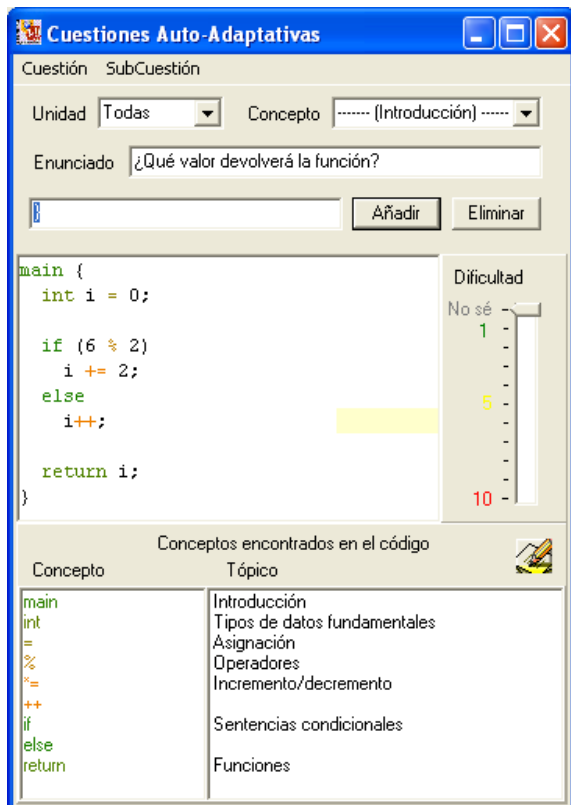 Cuestiones Auto-Adaptativas
Cuestión SubCuestión
Unidad Todas Concepto ------- (Introducción) ------
Enunciado ¿Qué valor devolverá la función?
} Añadir Eliminar
main {
int i = 0;
if (6 % 2)
i += 2;
else
i++;
return i;
}
Dificultad
No sé
1
5
10
Conceptos encontrados en el código
Concepto Tópico
main Introducción
int Tipos de datos fundamentales
= Asignación
% Operadores
*= Incremento/decremento
++
if Sentencias condicionales
else
return Funciones